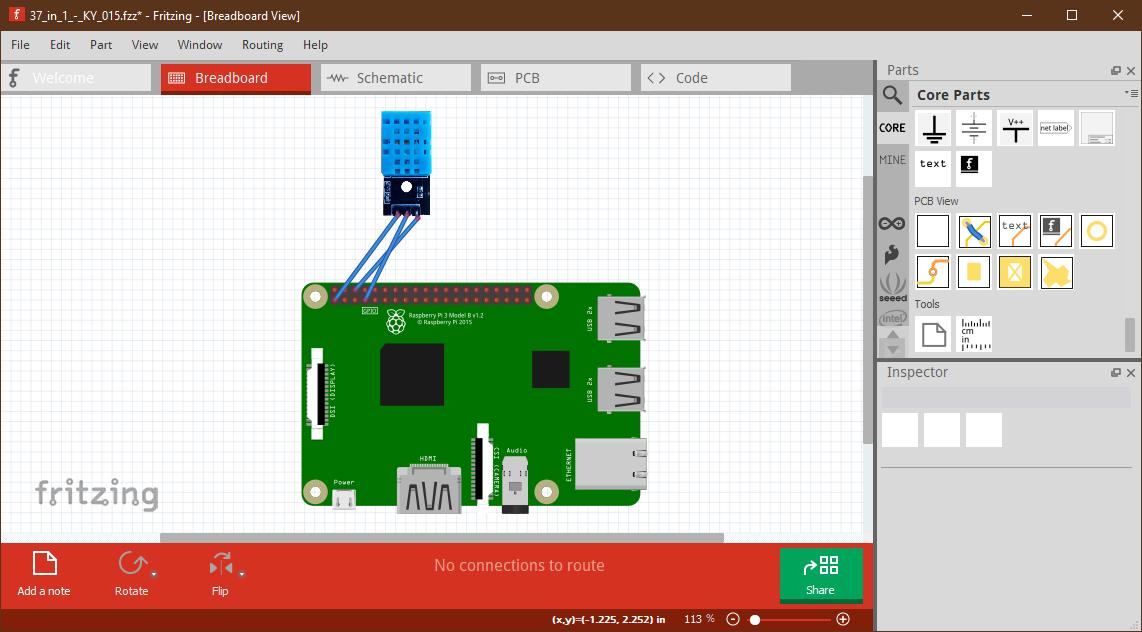 37_in_1_-_KY_015.fzz* - Fritzing - [Breadboard View]
File Edit Part View Window Routing Help
Welcome
Breadboard
Schematic
PCB
Code
Parts
Core Parts
CORE
MINE
V++
net label
text
PCB View
text
seeed
intel
Tools
cm
in
Inspector
GPIO
Raspberry Pi 3 Model B v1.2
© Raspberry Pi 2015
USB 2x
DSI (DISPLAY)
USB 2x
HDMI
CSI (CAMERA)
Audio
ETHERNET
Power
fritzing
Add a note
Rotate
Flip
No connections to route
Share
(x,y)=(-1.225, 2.252) in
113 %